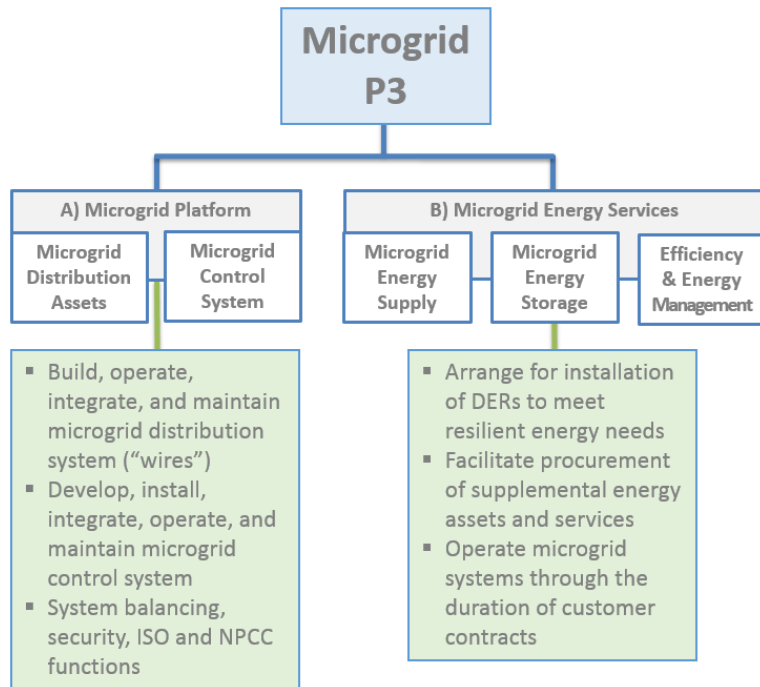 Microgrid
P3
A) Microgrid Platform
Microgrid
Distribution
Assets
Microgrid
Control
System
B) Microgrid Energy Services
Microgrid
Energy
Supply
Microgrid
Energy
Storage
Efficiency
& Energy
Management
▪ Build, operate,
integrate, and maintain
microgrid distribution
system (“wires”)
▪ Develop, install,
integrate, operate, and
maintain microgrid
control system
▪ System balancing,
security, ISO and NPCC
functions
▪ Arrange for installation
of DERs to meet
resilient energy needs
▪ Facilitate procurement
of supplemental energy
assets and services
▪ Operate microgrid
systems through the
duration of customer
contracts